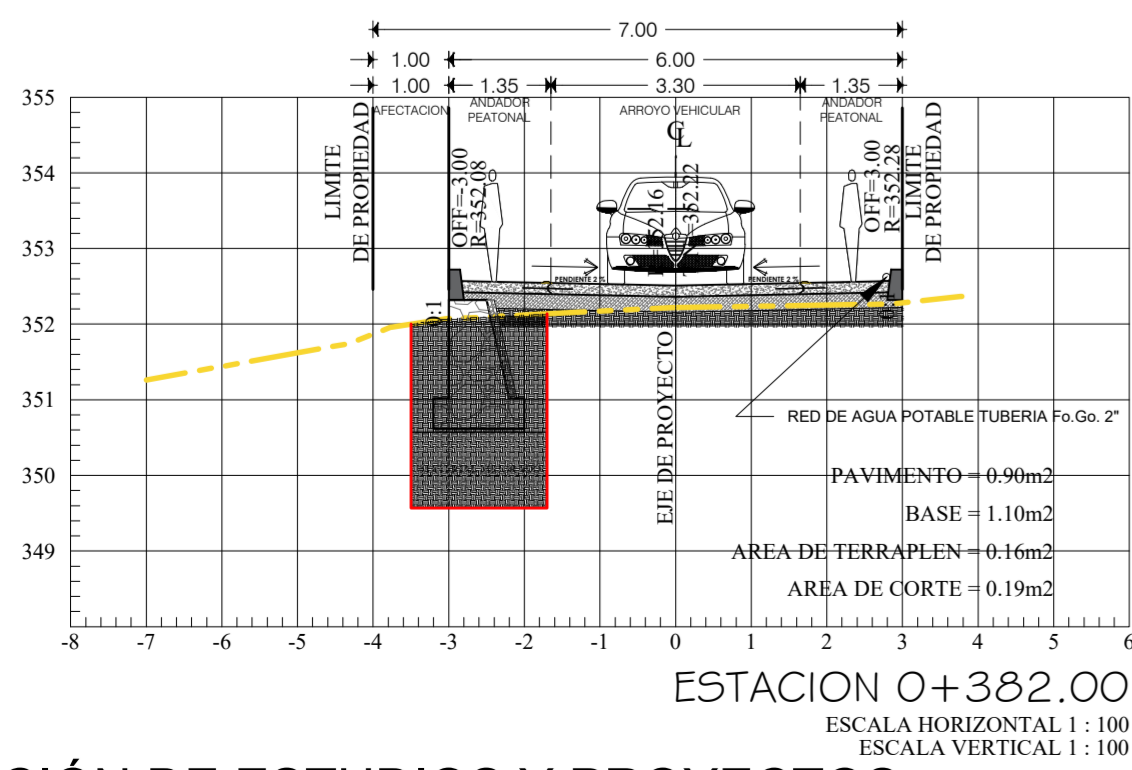 7.00
1.00 6.00
1.00 1.35 3.30 1.35
AFECTACION
ANDADOR
PEATONAL
ARROYO VEHICULAR
ANDADOR
PEATONAL
LIMITE
DE PROPIEDAD
OFF=-3.00
R=352.08
℄
=352.22
OFF=3.00
R=352.28
LIMITE
DE PROPIEDAD
PENDIENTE 2 %
PENDIENTE 2 %
0:1
EJE DE PROYECTO
RED DE AGUA POTABLE TUBERIA Fo.Go. 2"
PAVIMENTO = 0.90m2
BASE = 1.10m2
AREA DE TERRAPLEN = 0.16m2
AREA DE CORTE = 0.19m2
355
354
353
352
351
350
349
-8 -7 -6 -5 -4 -3 -2 -1 0 1 2 3 4 5 6
ESTACION 0+382.00
ESCALA HORIZONTAL 1 : 100
ESCALA VERTICAL 1 : 100